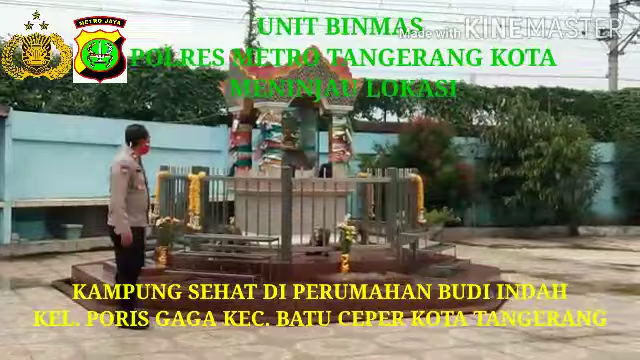 METRO JAYA
UNIT BINMAS
Made with KINEMASTER
POLRES METRO TANGERANG KOTA
MENINJAU LOKASI
KAMPUNG SEHAT DI PERUMAHAN BUDI INDAH
KEL. PORIS GAGA KEC. BATU CEPER KOTA TANGERANG